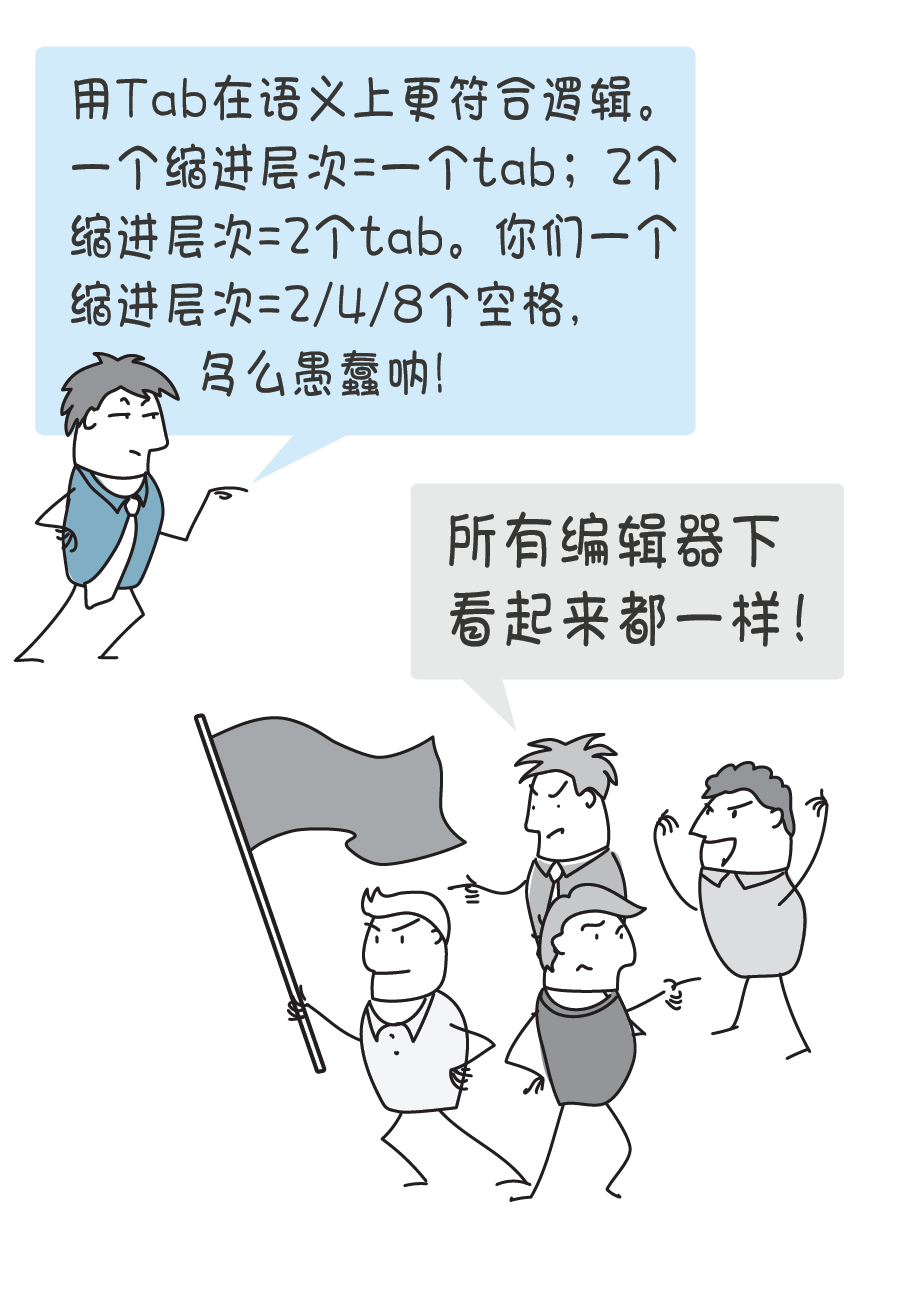 用Tab在语义上更符合逻辑。
一个缩进层次=一个tab；2个
缩进层次=2个tab。你们一个
缩进层次=2/4/8个空格，
多么愚蠢呐！
所有编辑器下
看起来都一样！